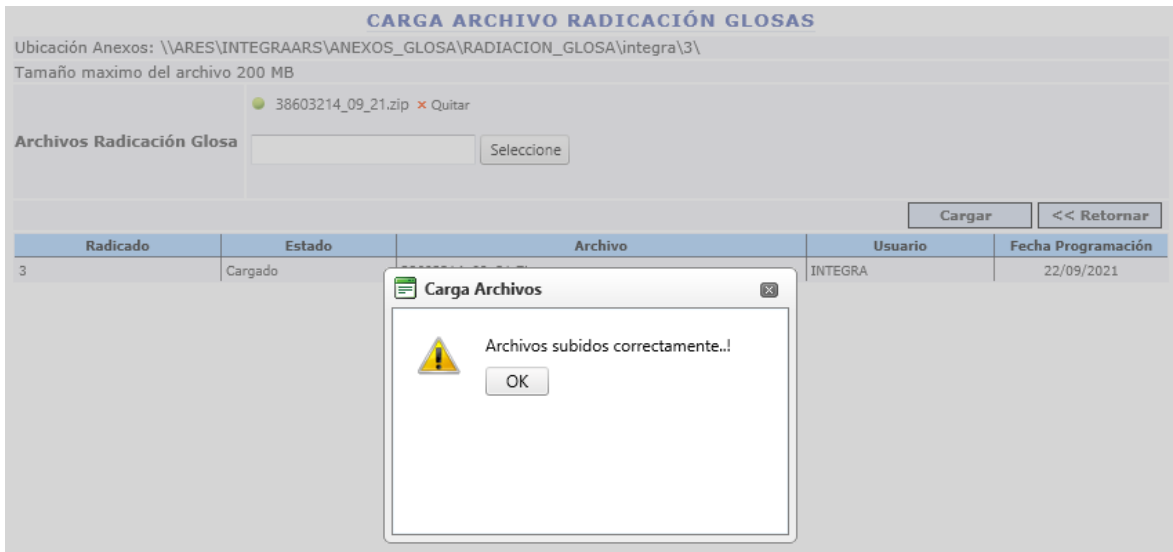 CARGA ARCHIVO RADICACIÓN GLOSAS
Ubicación Anexos: \\ARES\INTEGRAARS\ANEXOS_GLOSA\RADIACION_GLOSA\integra\3\
Tamaño maximo del archivo 200 MB
38603214_09_21.zip × Quitar
Archivos Radicación Glosa
Seleccione
Cargar << Retornar
Radicado Estado Archivo Usuario Fecha Programación
3 Cargado INTEGRA 22/09/2021
Carga Archivos
Archivos subidos correctamente..!
OK